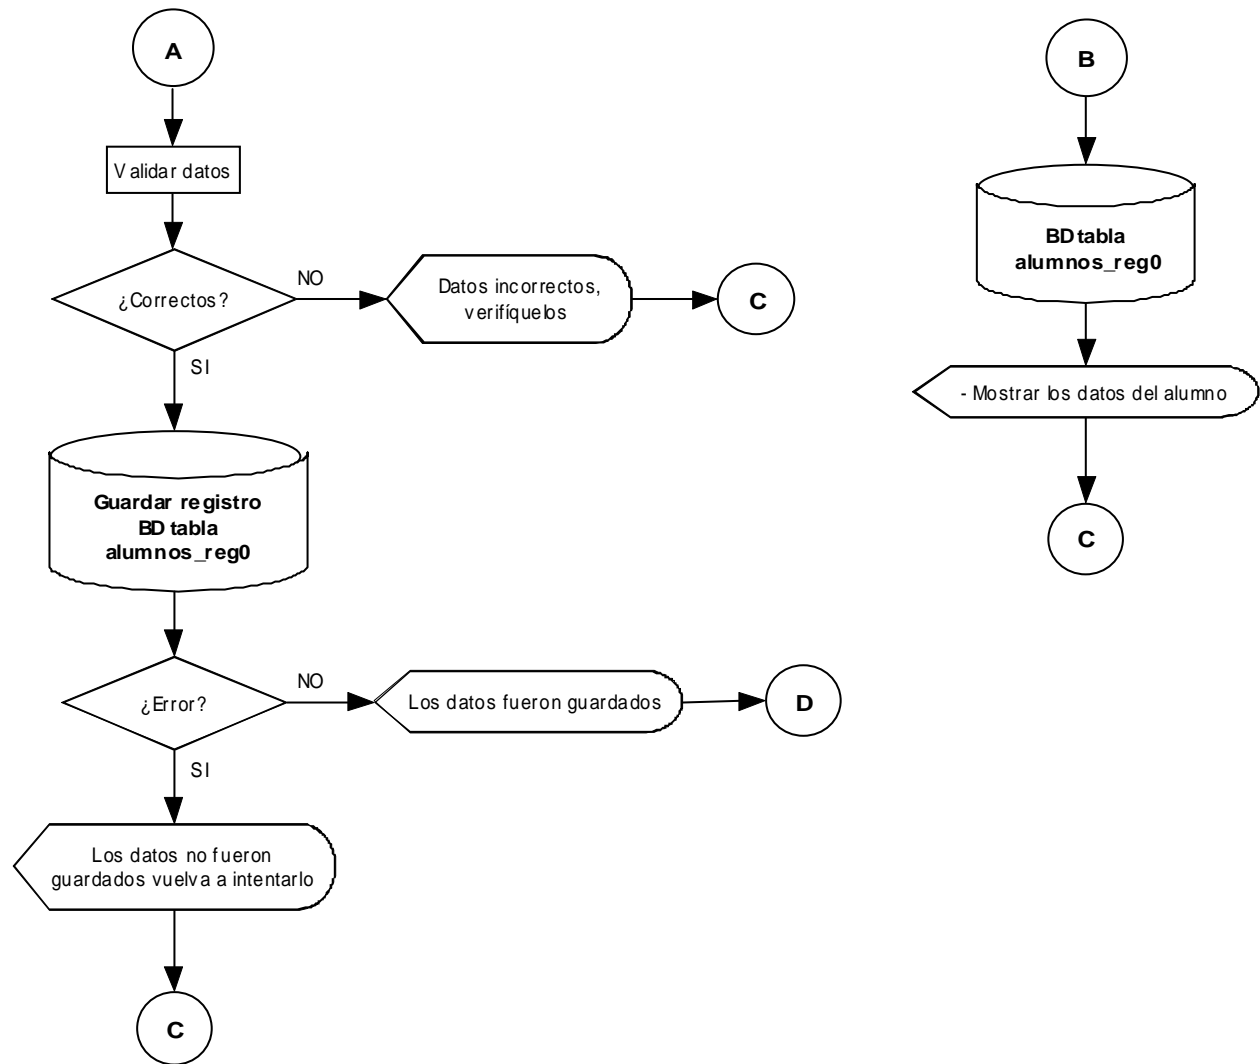 A
Validar datos
¿Correctos?
NO
Datos incorrectos,
verifíquelos
C
SI
Guardar registro
BD tabla
alumnos_reg0
¿Error?
NO
Los datos fueron guardados
D
SI
Los datos no fueron
guardados vuelva a intentarlo
C
B
BD tabla
alumnos_reg0
- Mostrar los datos del alumno
C